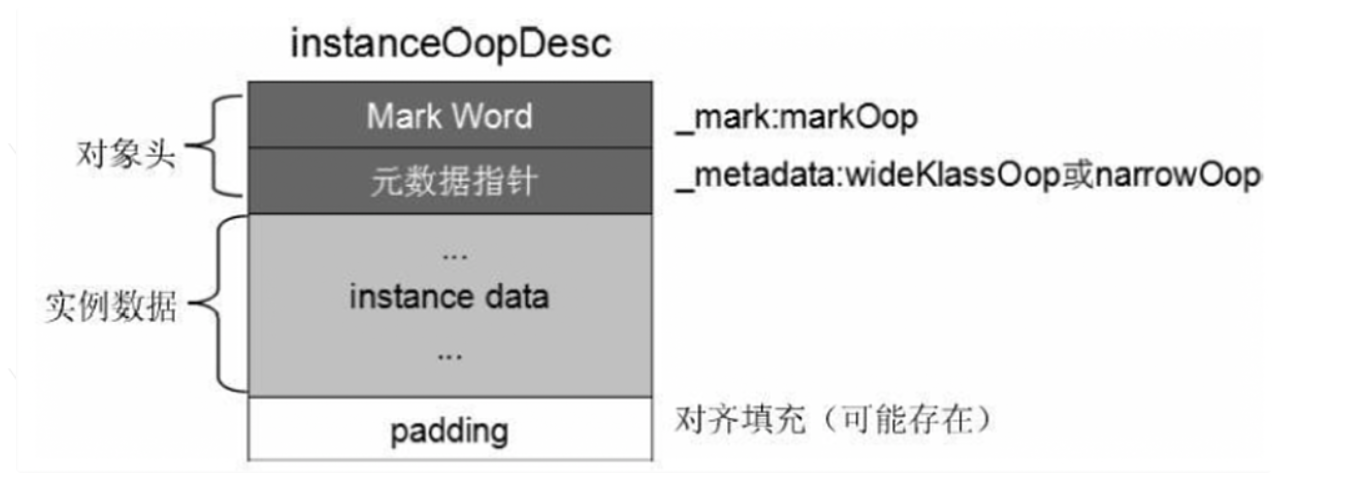 instanceOopDesc
Mark Word
_mark:markOop
对象头
元数据指针
_metadata:wideKlassOop或narrowOop
...
实例数据
instance data
...
padding
对齐填充（可能存在）